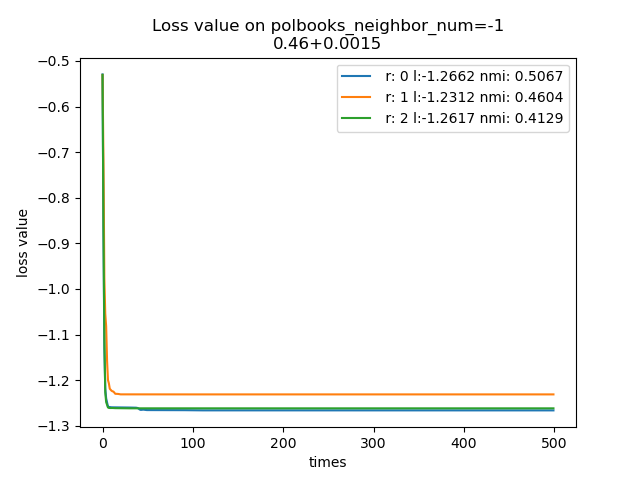 Loss value on polbooks_neighbor_num=-1
0.46+0.0015
r: 0 l:-1.2662 nmi: 0.5067
r: 1 l:-1.2312 nmi: 0.4604
r: 2 l:-1.2617 nmi: 0.4129
−0.5
−0.6
−0.7
−0.8
−0.9
−1.0
−1.1
−1.2
−1.3
loss value
0 100 200 300 400 500
times